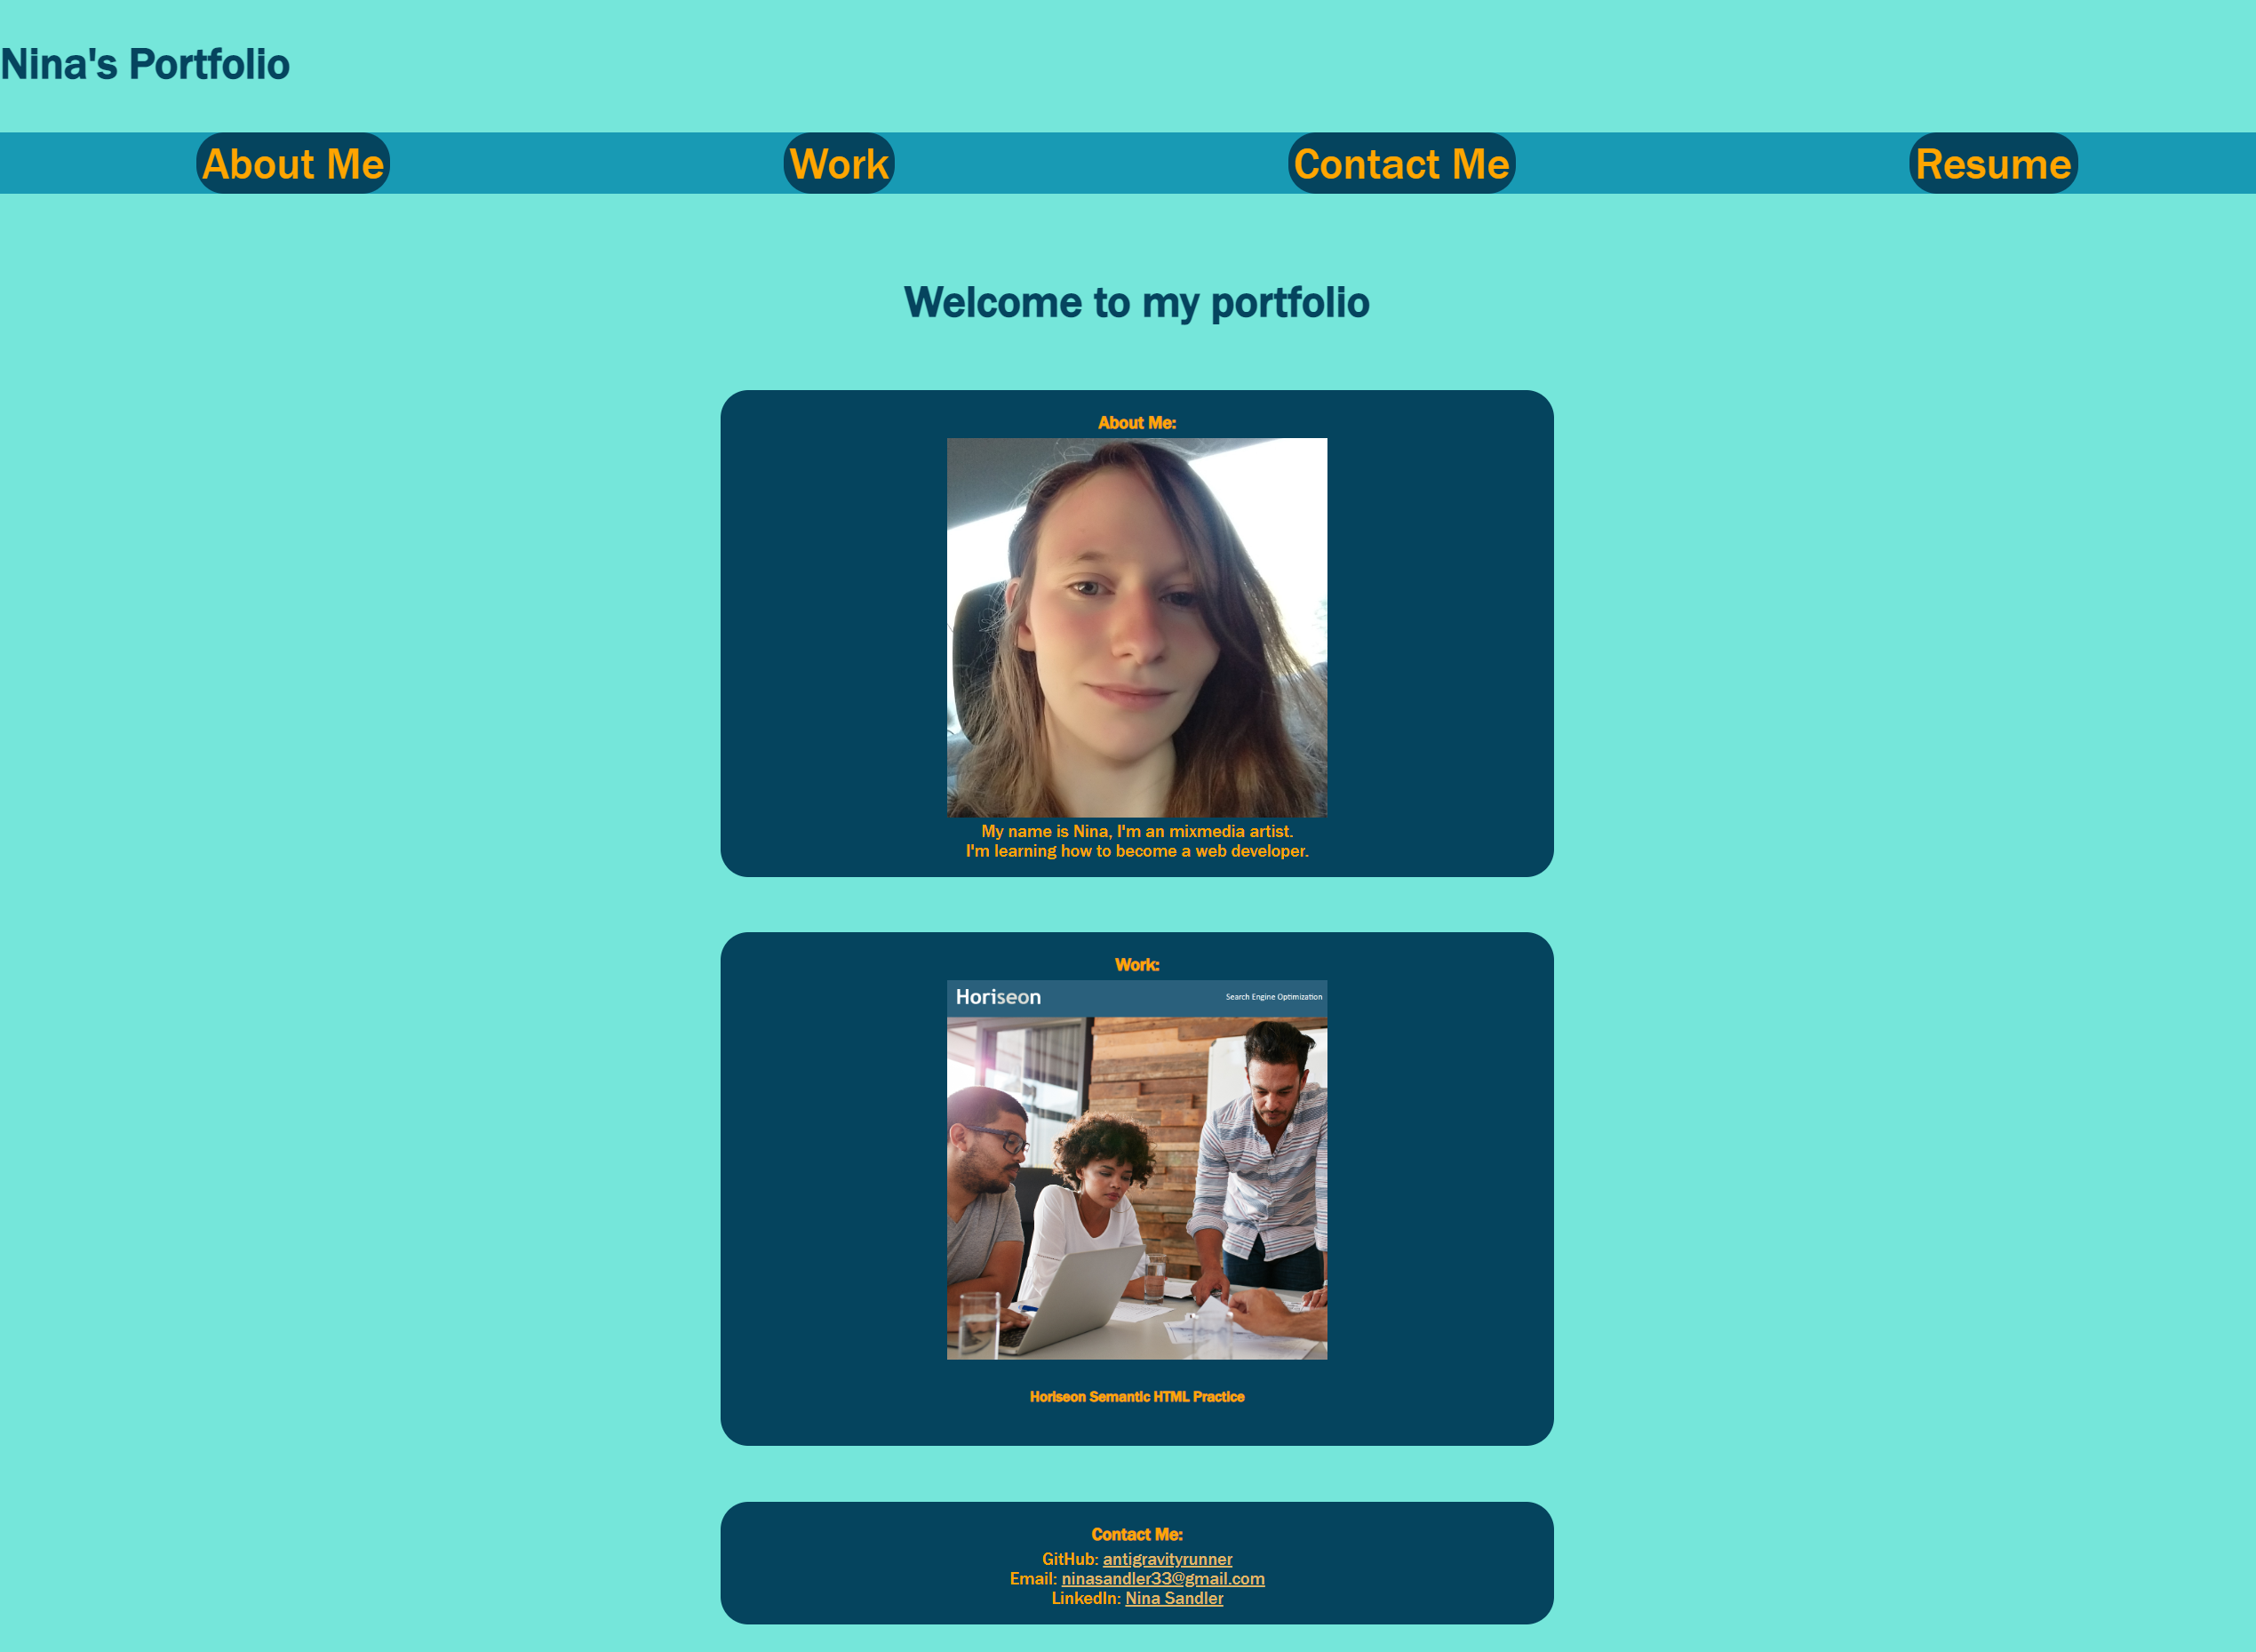 Nina's Portfolio
About Me
Work
Contact Me
Resume
Welcome to my portfolio
About Me:
My name is Nina, I'm an mixmedia artist.
I'm learning how to become a web developer.
Work:
Horiseon
Search Engine Optimization
Horiseon Semantic HTML Practice
Contact Me:
GitHub: antigravityrunner
Email: ninasandler33@gmail.com
LinkedIn: Nina Sandler